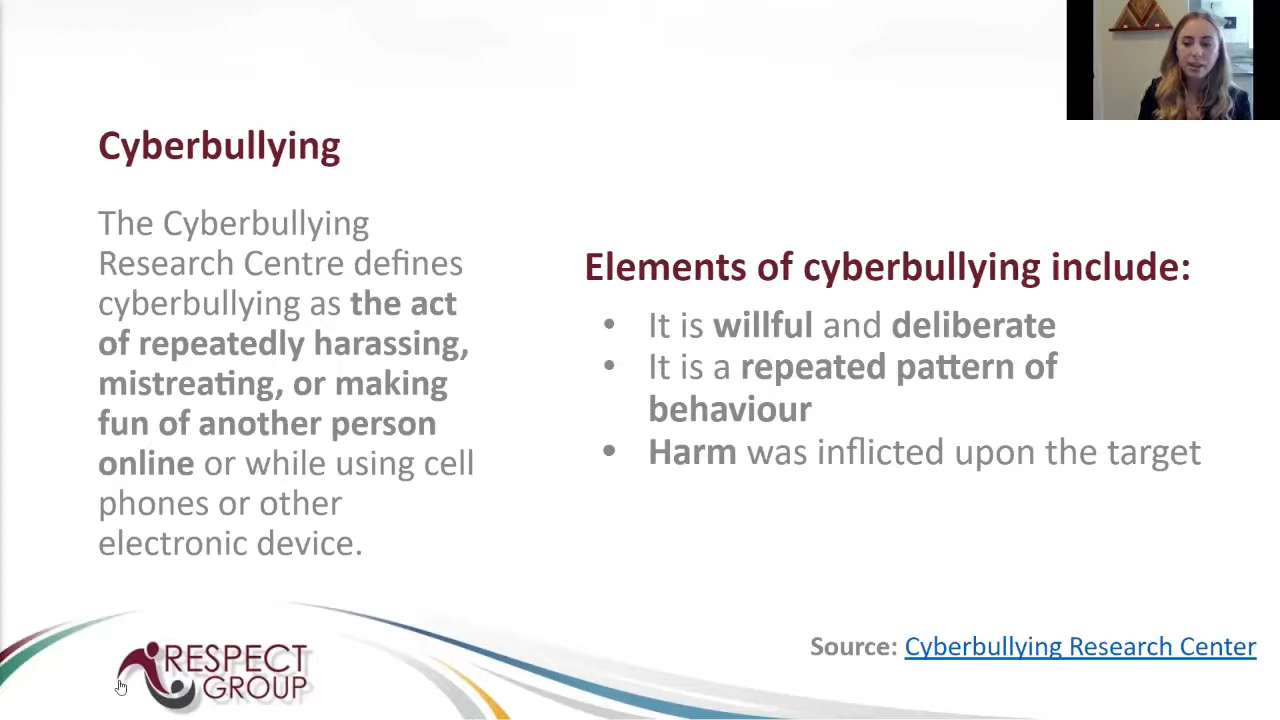 Cyberbullying
The Cyberbullying
Research Centre defines
cyberbullying as the act
of repeatedly harassing,
mistreating, or making
fun of another person
online or while using cell
phones or other
electronic device.
Elements of cyberbullying include:
• It is willful and deliberate
• It is a repeated pattern of
behaviour
• Harm was inflicted upon the target
Source: Cyberbullying Research Center
RESPECT
GROUP